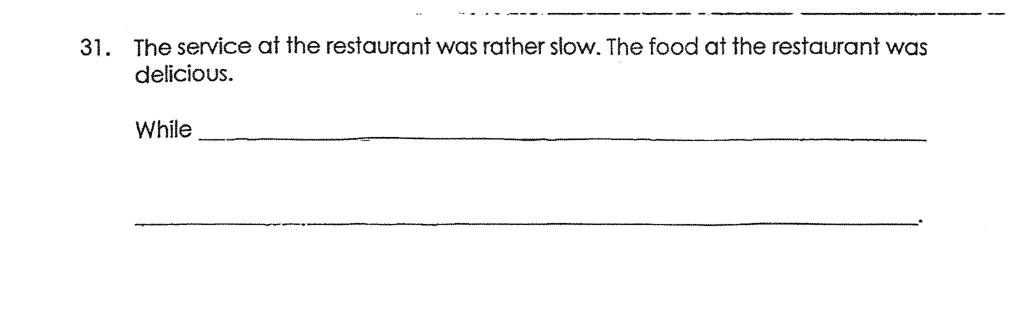 31. The service at the restaurant was rather slow. The food at the restaurant was
delicious.
While
.